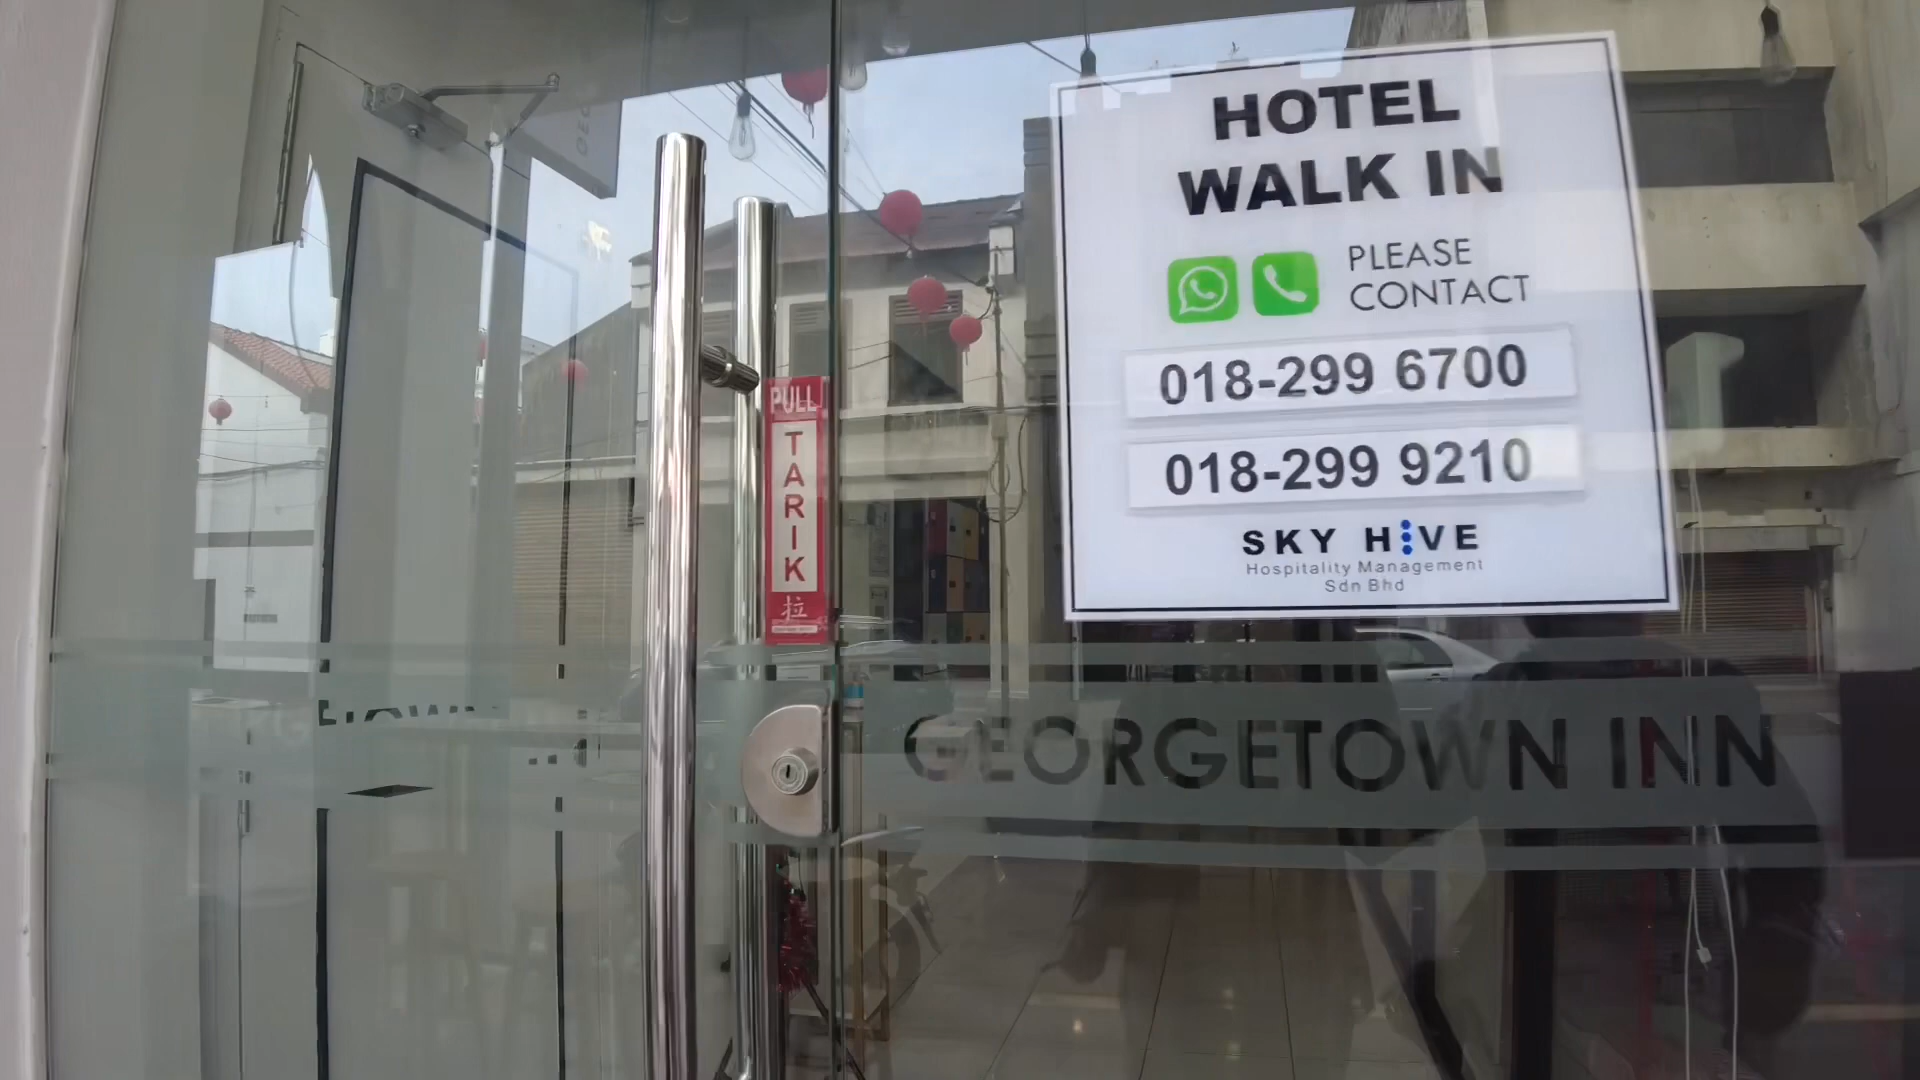 HOTEL
WALK IN
PLEASE
CONTACT
018-299 6700
018-299 9210
SKY HIVE
Hospitality Management
Sdn Bhd
PULL
TARIK
拉
GEORGETOWN INN